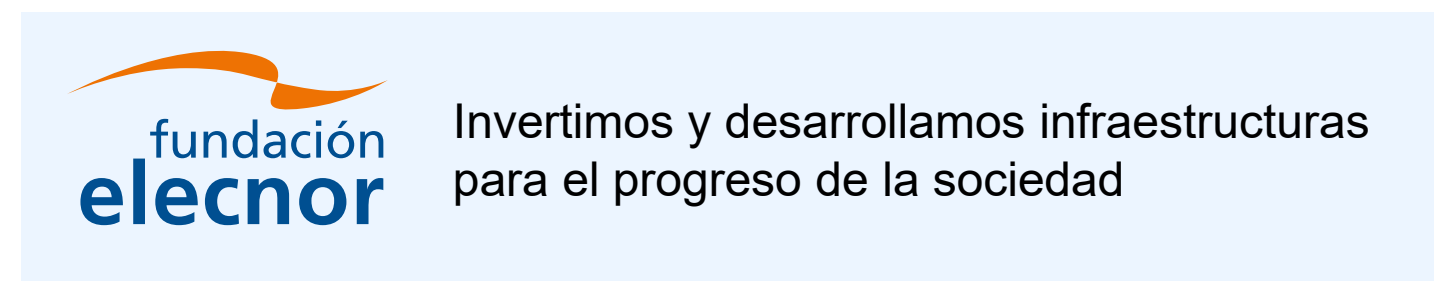 fundación
elecnor
Invertimos y desarrollamos infraestructuras
para el progreso de la sociedad